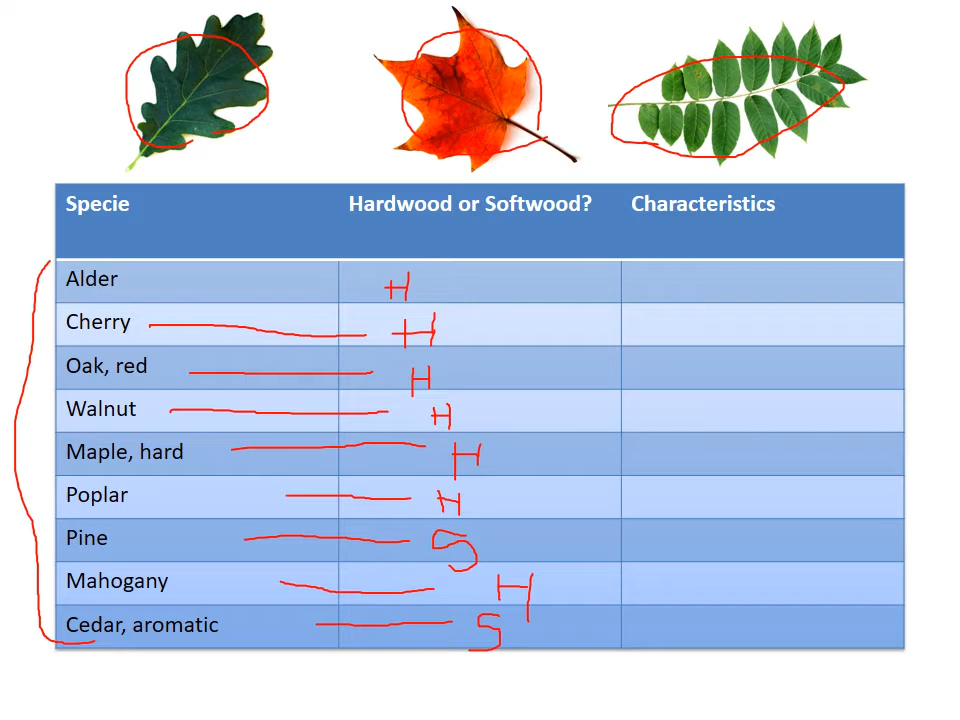 Specie Hardwood or Softwood? Characteristics
Alder H
Cherry H
Oak, red H
Walnut H
Maple, hard H
Poplar H
Pine S
Mahogany H
Cedar, aromatic S